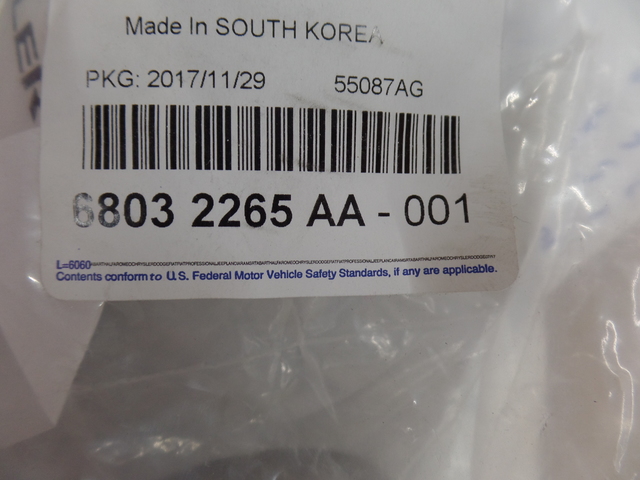 Made In SOUTH KOREA
PKG: 2017/11/29 55087AG
6803 2265 AA - 001
L=6060
Contents conform to U.S. Federal Motor Vehicle Safety Standards, if any are applicable.